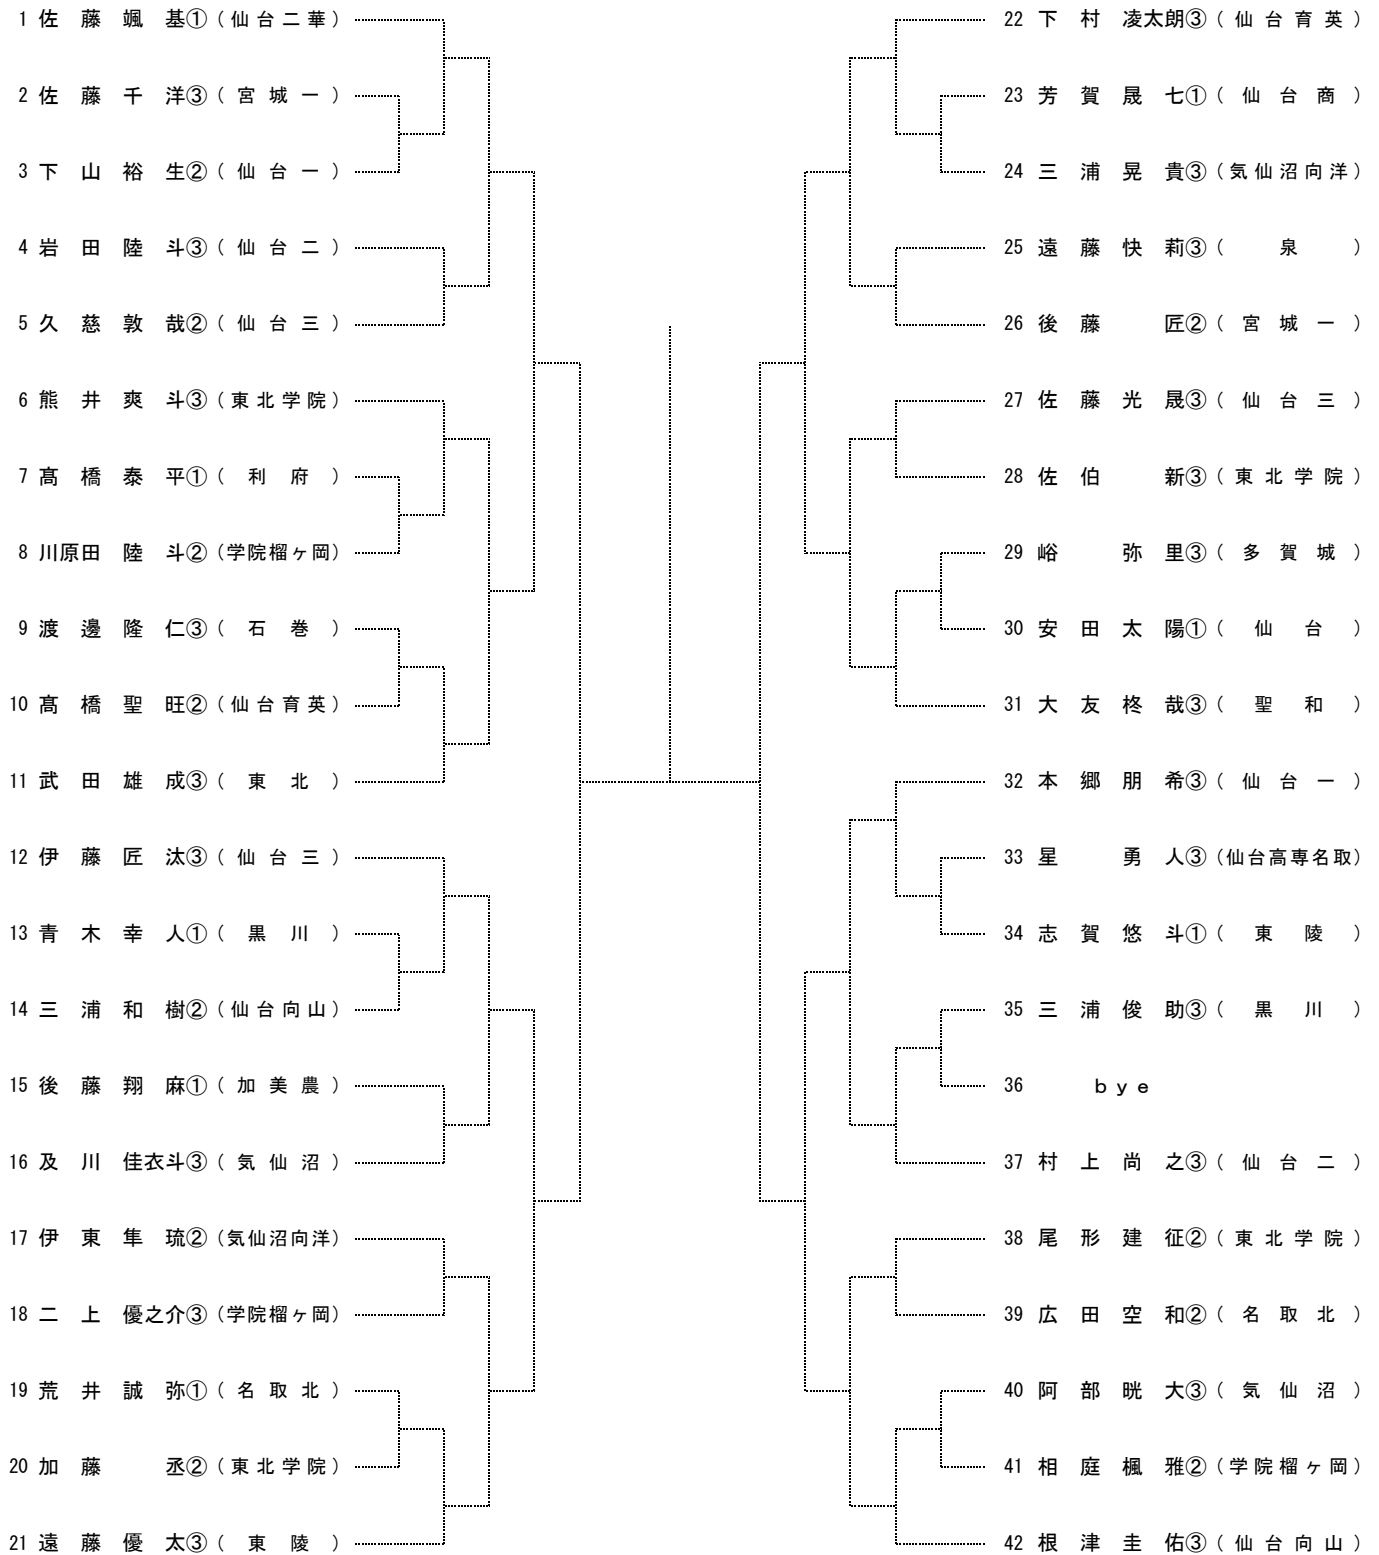 1 佐藤颯基①（仙台二華）
2 佐藤千洋③（宮城一）
3 下山裕生②（仙台一）
4 岩田陸斗③（仙台二）
5 久慈敦哉②（仙台三）
6 熊井爽斗③（東北学院）
7 髙橋泰平①（利府）
8 川原田陸斗②（学院榴ヶ岡）
9 渡邊隆仁③（石巻）
10 髙橋聖旺②（仙台育英）
11 武田雄成③（東北）
12 伊藤匠汰③（仙台三）
13 青木幸人①（黒川）
14 三浦和樹②（仙台向山）
15 後藤翔麻①（加美農）
16 及川佳衣斗③（気仙沼）
17 伊東隼琉②（気仙沼向洋）
18 二上優之介③（学院榴ヶ岡）
19 荒井誠弥①（名取北）
20 加藤丞②（東北学院）
21 遠藤優太③（東陵）
22 下村凌太朗③（仙台育英）
23 芳賀晟七①（仙台商）
24 三浦晃貴③（気仙沼向洋）
25 遠藤快莉③（泉）
26 後藤匠②（宮城一）
27 佐藤光晟③（仙台三）
28 佐伯新③（東北学院）
29 峪弥里③（多賀城）
30 安田太陽①（仙台）
31 大友柊哉③（聖和）
32 本郷朋希③（仙台一）
33 星勇人③（仙台高専名取）
34 志賀悠斗①（東陵）
35 三浦俊助③（黒川）
36 ｂｙｅ
37 村上尚之③（仙台二）
38 尾形建征②（東北学院）
39 広田空和②（名取北）
40 阿部晄大③（気仙沼）
41 相庭楓雅②（学院榴ヶ岡）
42 根津圭佑③（仙台向山）